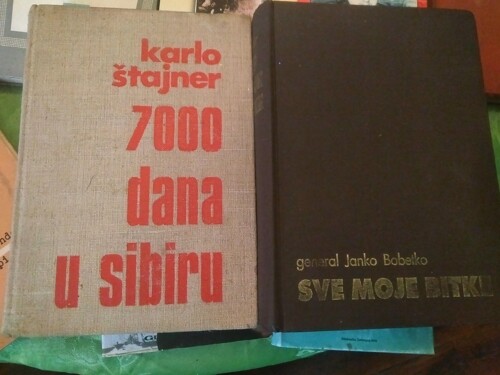 karlo
štajner
7000
dana
u sibiru
general Janko Bobetko
SVE MOJE BITKE